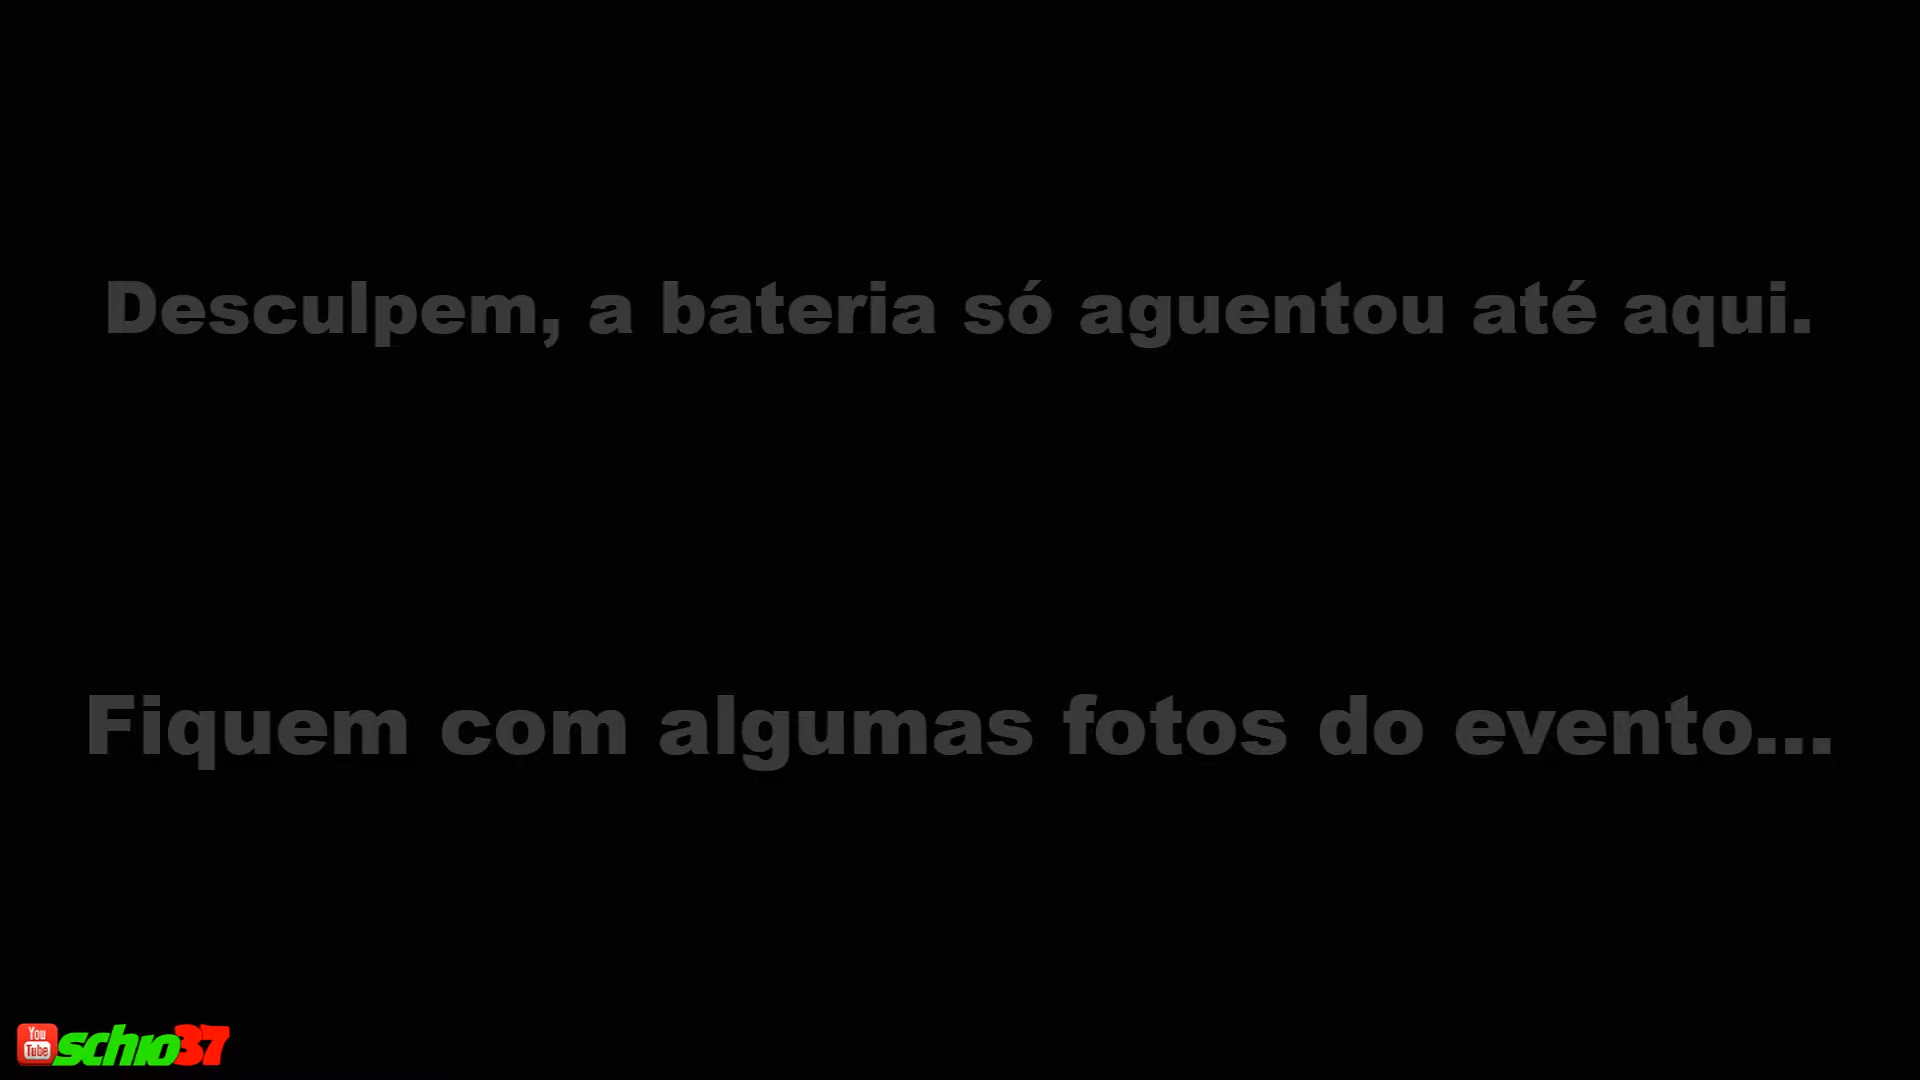 Desculpem, a bateria só aguentou até aqui.
Fiquem com algumas fotos do evento...
You
Tube
schio37